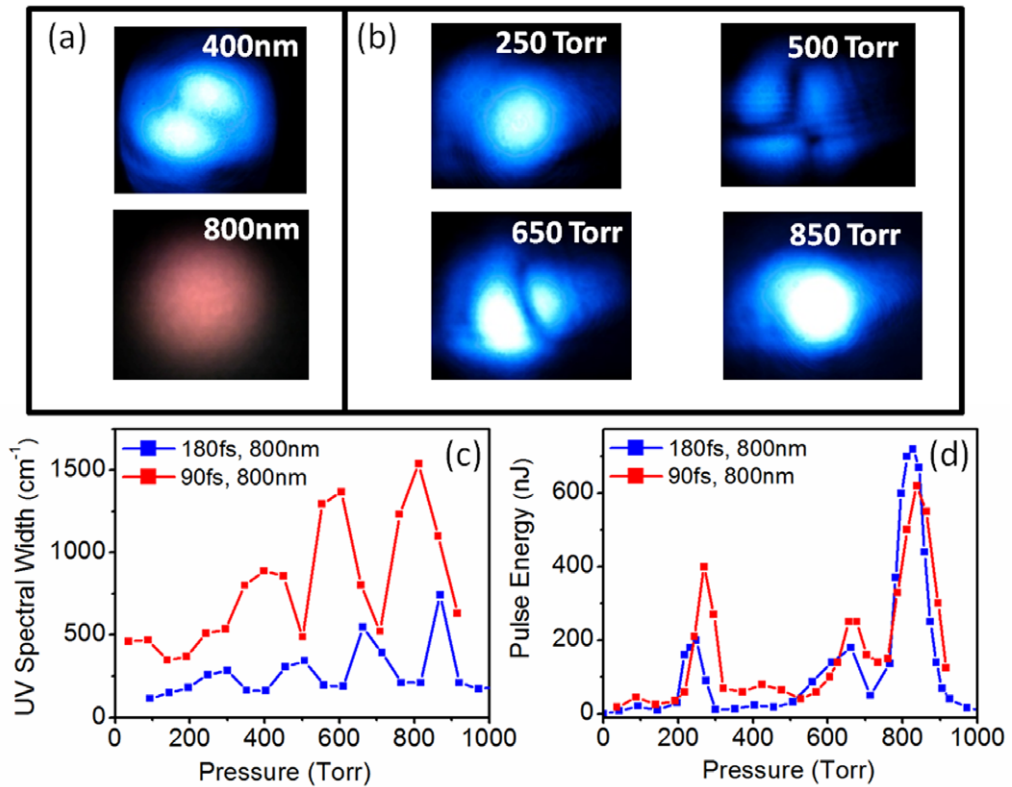 (a)
400nm
800nm
(b)
250 Torr
500 Torr
650 Torr
850 Torr
(c)
180fs, 800nm
90fs, 800nm
UV Spectral Width (cm⁻¹)
1500
1000
500
0
0 200 400 600 800 1000
Pressure (Torr)
(d)
180fs, 800nm
90fs, 800nm
Pulse Energy (nJ)
600
400
200
0
0 200 400 600 800 1000
Pressure (Torr)